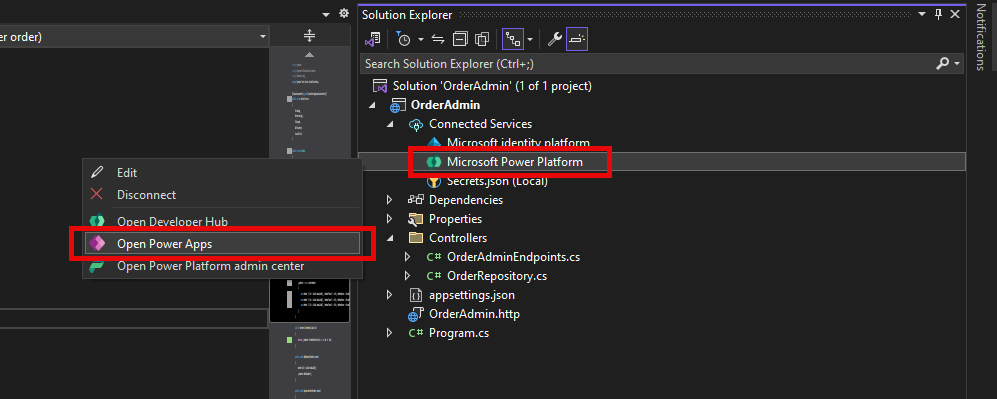 Solution Explorer
er order)
Search Solution Explorer (Ctrl+;)
Solution 'OrderAdmin' (1 of 1 project)
OrderAdmin
Connected Services
Microsoft identity platform
Microsoft Power Platform
Secrets.json (Local)
Dependencies
Properties
Controllers
C# OrderAdminEndpoints.cs
C# OrderRepository.cs
appsettings.json
OrderAdmin.http
C# Program.cs
Edit
Disconnect
Open Developer Hub
Open Power Apps
Open Power Platform admin center
Notifications